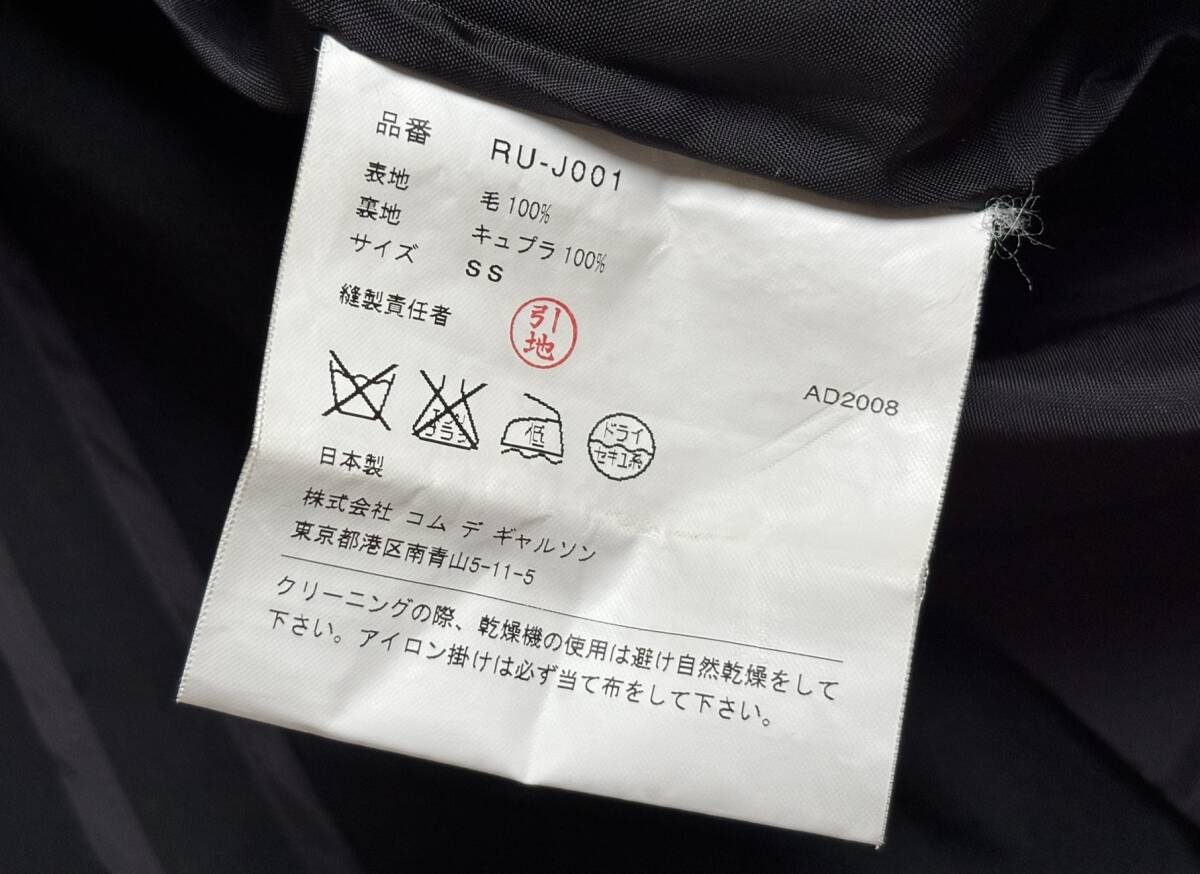 品番 RU-J001
表地 毛100%
裏地 キュプラ100%
サイズ SS
縫製責任者 引地
低 ドライ
セキユ系
AD2008
日本製
株式会社 コム デ ギャルソン
東京都港区南青山5-11-5
クリーニングの際、乾燥機の使用は避け自然乾燥をして
下さい。アイロン掛けは必ず当て布をして下さい。